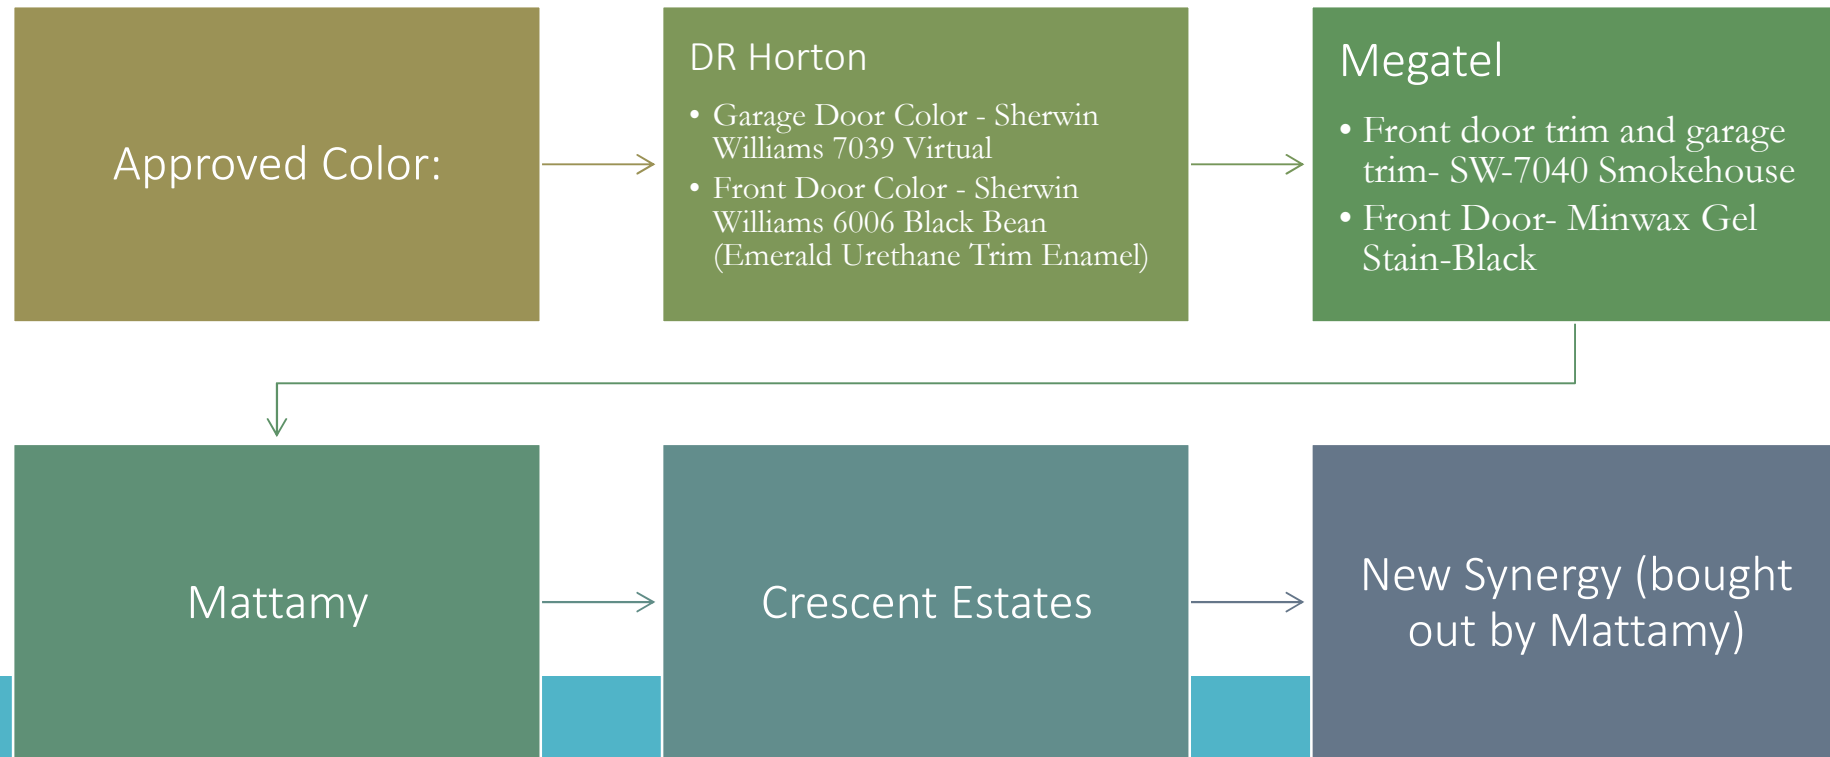 Approved Color:
DR Horton
• Garage Door Color - Sherwin
Williams 7039 Virtual
• Front Door Color - Sherwin
Williams 6006 Black Bean
(Emerald Urethane Trim Enamel)
Megatel
• Front door trim and garage
trim- SW-7040 Smokehouse
• Front Door- Minwax Gel
Stain-Black
Mattamy
Crescent Estates
New Synergy (bought
out by Mattamy)